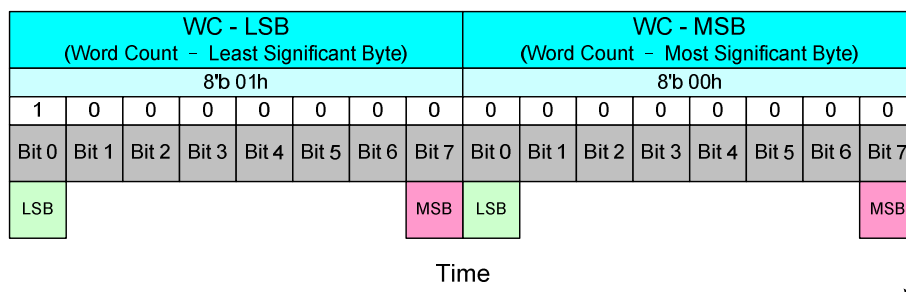 WC - LSB WC - MSB
(Word Count – Least Significant Byte) (Word Count – Most Significant Byte)
8'b 01h 8'b 00h
1 0 0 0 0 0 0 0 0 0 0 0 0 0 0 0
Bit 0 Bit 1 Bit 2 Bit 3 Bit 4 Bit 5 Bit 6 Bit 7 Bit 0 Bit 1 Bit 2 Bit 3 Bit 4 Bit 5 Bit 6 Bit 7
LSB MSB LSB MSB
Time